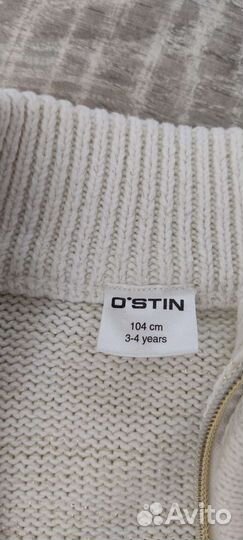 O'STIN
104 cm
3-4 years
Avito